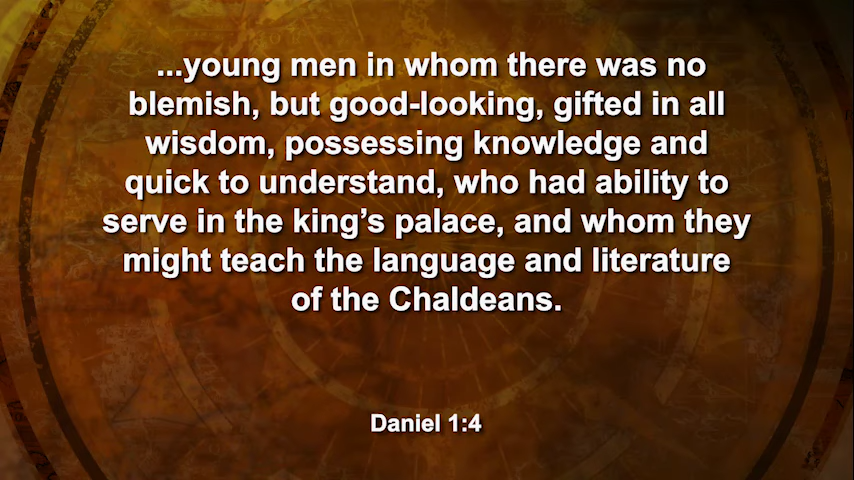 ...young men in whom there was no
blemish, but good-looking, gifted in all
wisdom, possessing knowledge and
quick to understand, who had ability to
serve in the king’s palace, and whom they
might teach the language and literature
of the Chaldeans.
Daniel 1:4